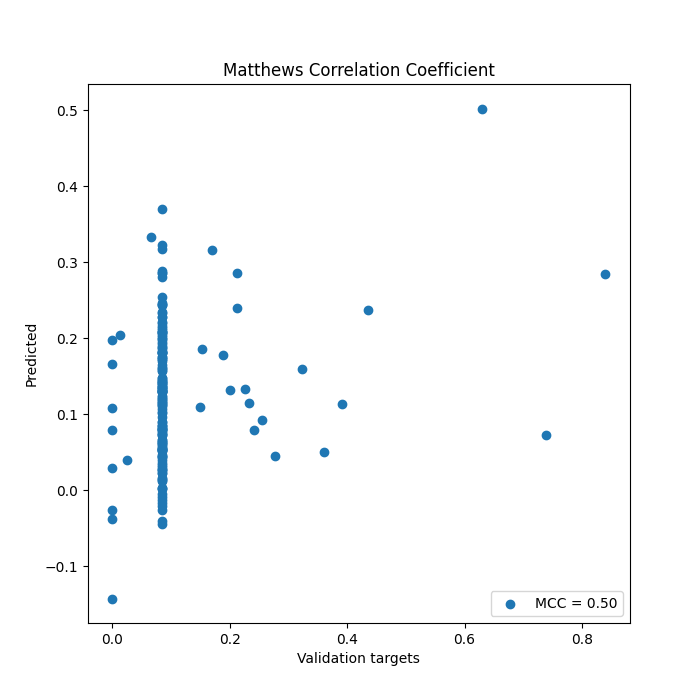 Matthews Correlation Coefficient
0.5
0.4
0.3
0.2
0.1
0.0
−0.1
Predicted
MCC = 0.50
0.0 0.2 0.4 0.6 0.8
Validation targets